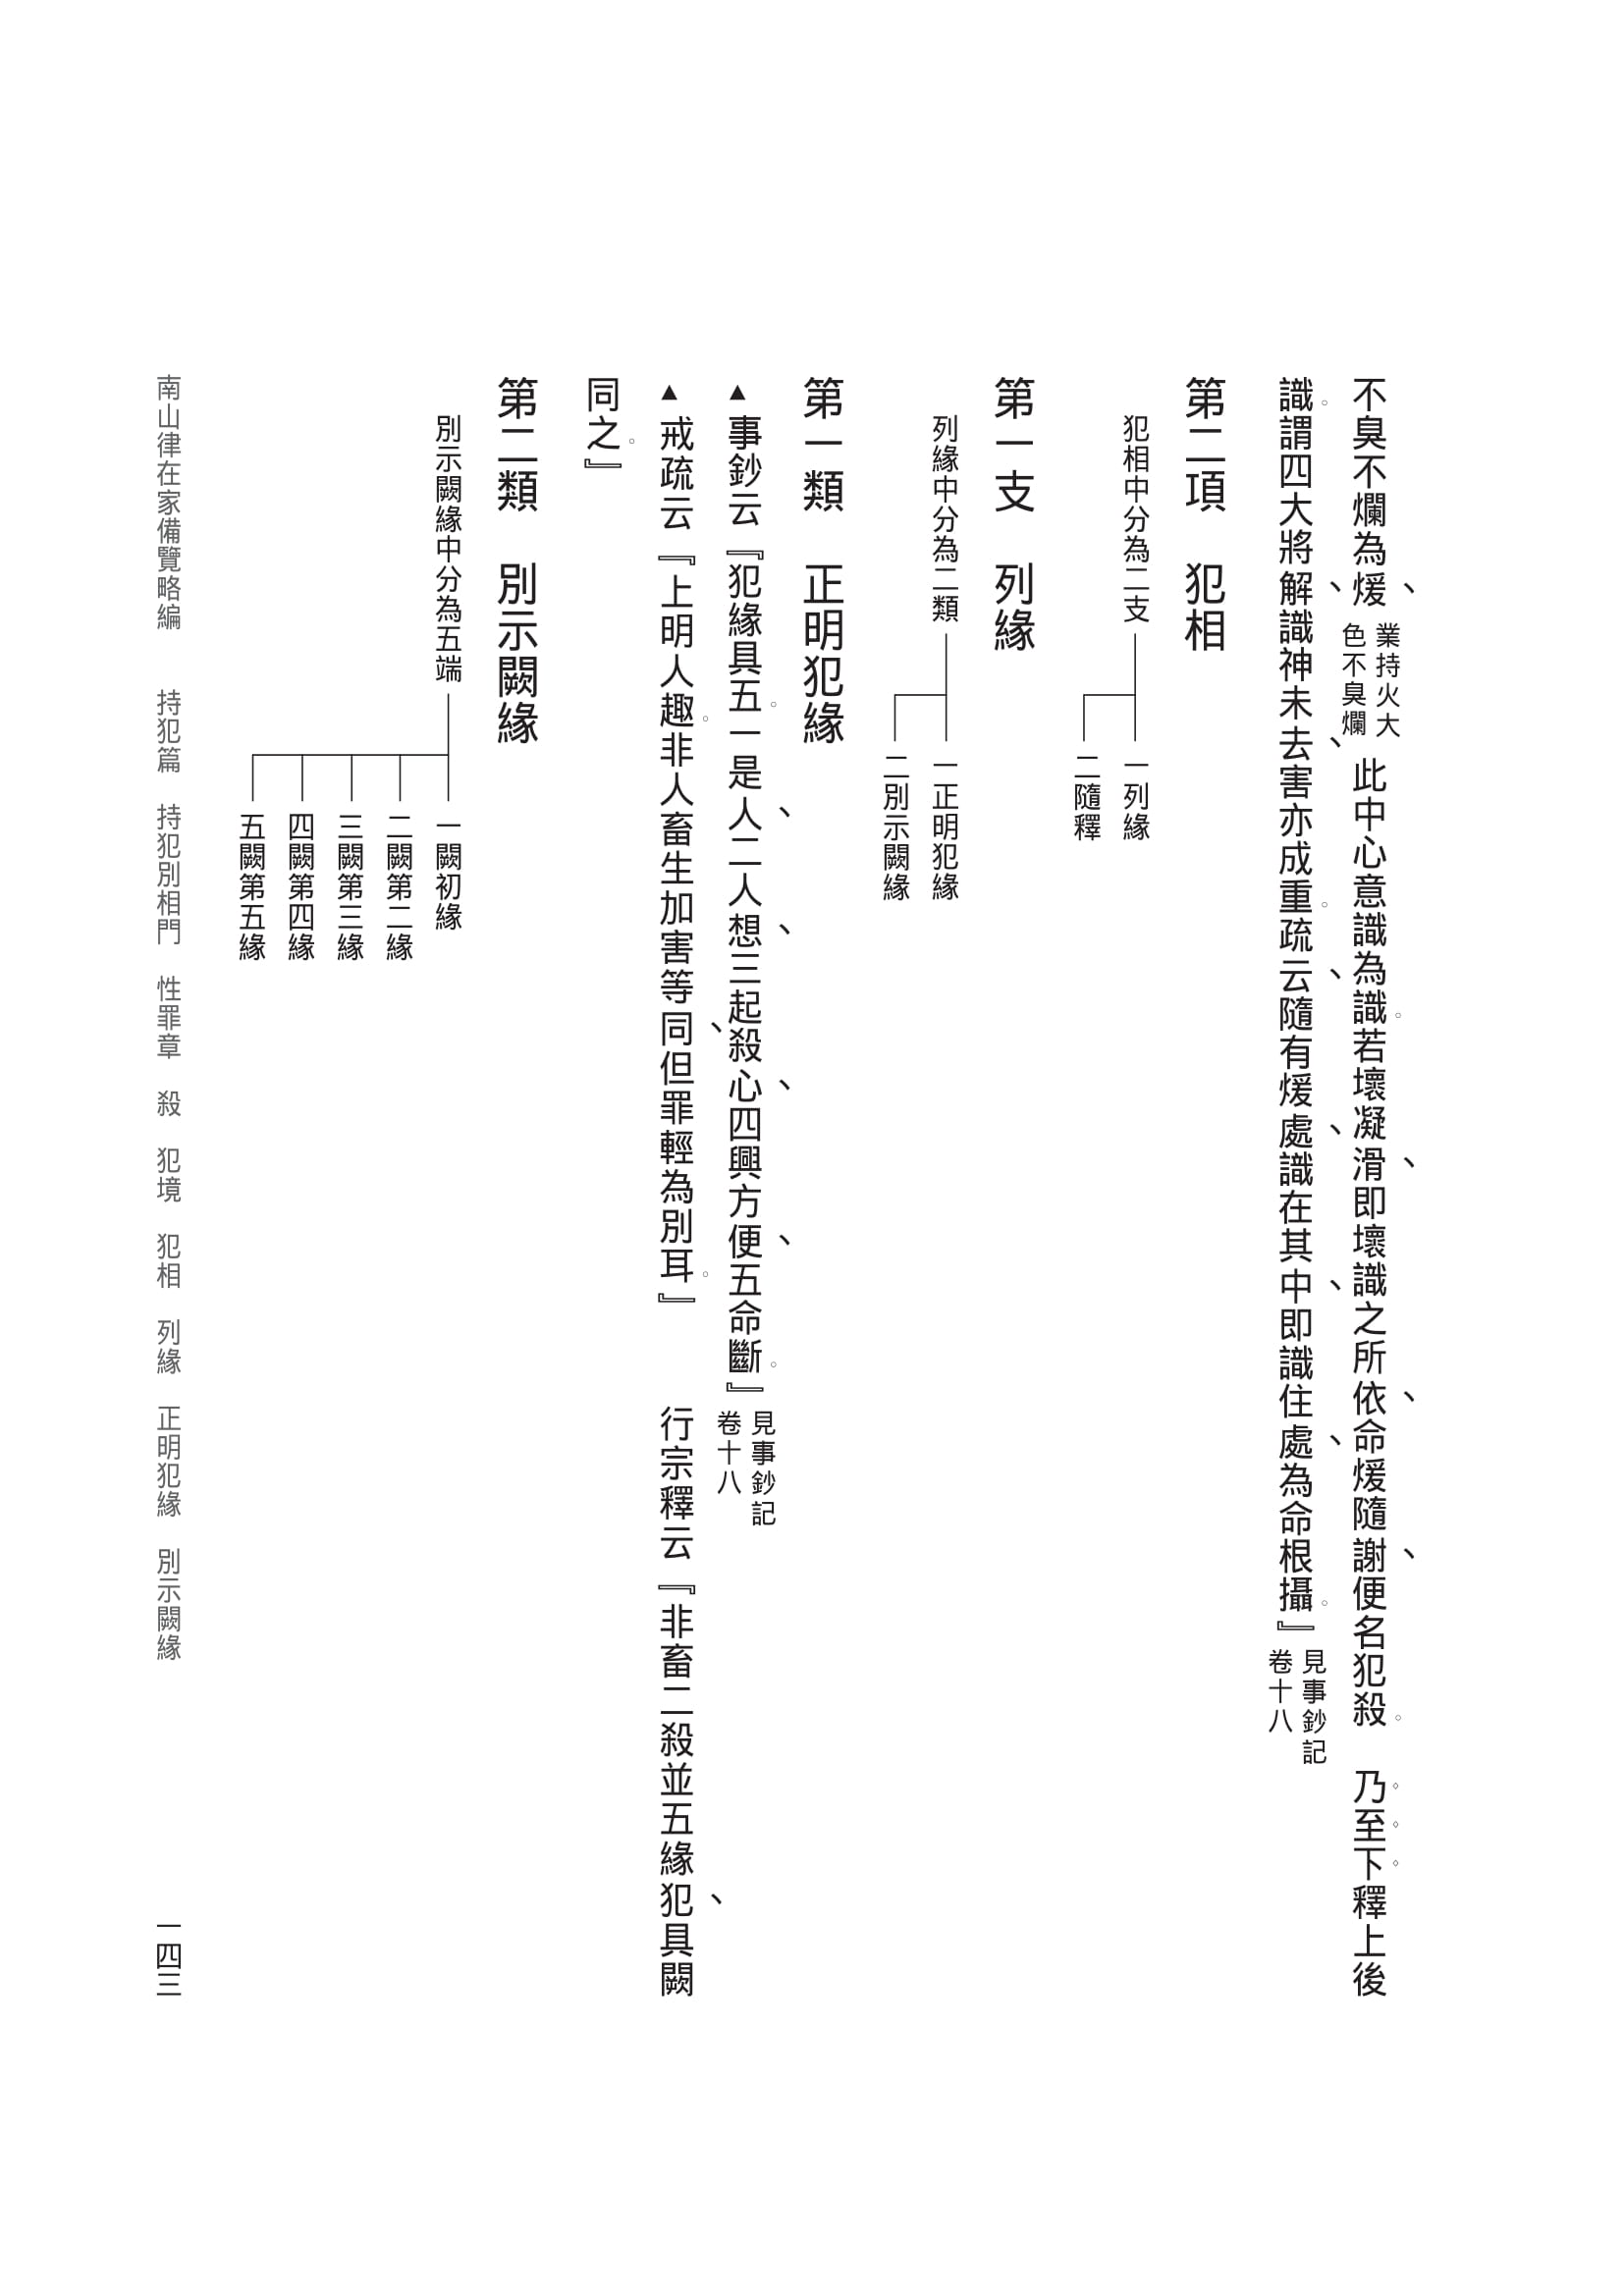 不臭不爛為煖、業持火大色不臭爛此中心意識為識。若壞凝滑、即壞識之所依、命煖隨謝、便名犯殺。　乃至下釋上後
識。謂四大將解、識神未去、害亦成重。疏云、隨有煖處、識在其中、即識住處、為命根攝。』見事鈔記卷十八
第二項　犯相
犯相中分為二支
一列緣
二隨釋
第一支　列緣
列緣中分為二類
一正明犯緣
二別示闕緣
第一類　正明犯緣
▲事鈔云『犯緣具五。一是人、二人想、三起殺心、四興方便、五命斷。』見事鈔記卷十八
▲戒疏云『上明人趣。非人畜生加害等同、但罪輕為別耳。』　行宗釋云『非畜二殺並五緣犯、具闕
同之。』
第二類　別示闕緣
別示闕緣中分為五端
一闕初緣
二闕第二緣
三闕第三緣
四闕第四緣
五闕第五緣
南山律在家備覽略編　持犯篇　持犯別相門　性罪章　殺　犯境　犯相　列緣　正明犯緣　別示闕緣
一四三